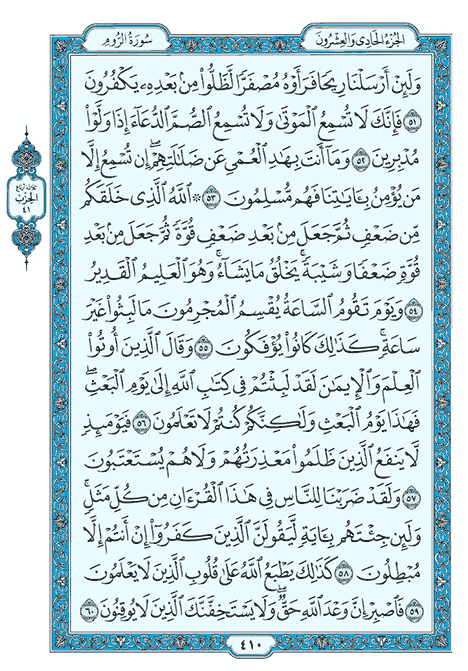 الجزء الحادي والعشرون
سورة الروم
وَلَئِنْ أَرْسَلْنَا رِيحًا فَرَأَوْهُ مُصْفَرًّا لَّظَلُّوا۟ مِنۢ بَعْدِهِۦ يَكْفُرُونَ
٥١ فَإِنَّكَ لَا تُسْمِعُ ٱلْمَوْتَىٰ وَلَا تُسْمِعُ ٱلصُّمَّ ٱلدُّعَآءَ إِذَا وَلَّوْا۟
مُدْبِرِينَ ٥٢ وَمَآ أَنتَ بِهَٰدِ ٱلْعُمْىِ عَن ضَلَٰلَتِهِمْ ۖ إِن تُسْمِعُ إِلَّا
مَن يُؤْمِنُ بِـَٔايَٰتِنَا فَهُم مُّسْلِمُونَ ٥٣ ۞ ٱللَّهُ ٱلَّذِى خَلَقَكُم
مِّن ضَعْفٍ ثُمَّ جَعَلَ مِنۢ بَعْدِ ضَعْفٍ قُوَّةً ثُمَّ جَعَلَ مِنۢ بَعْدِ
قُوَّةٍ ضَعْفًا وَشَيْبَةً ۚ يَخْلُقُ مَا يَشَآءُ ۖ وَهُوَ ٱلْعَلِيمُ ٱلْقَدِيرُ
٥٤ وَيَوْمَ تَقُومُ ٱلسَّاعَةُ يُقْسِمُ ٱلْمُجْرِمُونَ مَا لَبِثُوا۟ غَيْرَ
سَاعَةٍ ۚ كَذَٰلِكَ كَانُوا۟ يُؤْفَكُونَ ٥٥ وَقَالَ ٱلَّذِينَ أُوتُوا۟
ٱلْعِلْمَ وَٱلْإِيمَٰنَ لَقَدْ لَبِثْتُمْ فِى كِتَٰبِ ٱللَّهِ إِلَىٰ يَوْمِ ٱلْبَعْثِ ۖ
فَهَٰذَا يَوْمُ ٱلْبَعْثِ وَلَٰكِنَّكُمْ كُنتُمْ لَا تَعْلَمُونَ ٥٦ فَيَوْمَئِذٍ
لَّا يَنفَعُ ٱلَّذِينَ ظَلَمُوا۟ مَعْذِرَتُهُمْ وَلَا هُمْ يُسْتَعْتَبُونَ
٥٧ وَلَقَدْ ضَرَبْنَا لِلنَّاسِ فِى هَٰذَا ٱلْقُرْءَانِ مِن كُلِّ مَثَلٍ ۚ
وَلَئِن جِئْتَهُم بِـَٔايَةٍ لَّيَقُولَنَّ ٱلَّذِينَ كَفَرُوٓا۟ إِنْ أَنتُمْ إِلَّا
مُبْطِلُونَ ٥٨ كَذَٰلِكَ يَطْبَعُ ٱللَّهُ عَلَىٰ قُلُوبِ ٱلَّذِينَ لَا يَعْلَمُونَ
٥٩ فَٱصْبِرْ إِنَّ وَعْدَ ٱللَّهِ حَقٌّ ۖ وَلَا يَسْتَخِفَّنَّكَ ٱلَّذِينَ لَا يُوقِنُونَ ٦٠
ثلاثة أرباع
الحزب
٤١
٤١٠